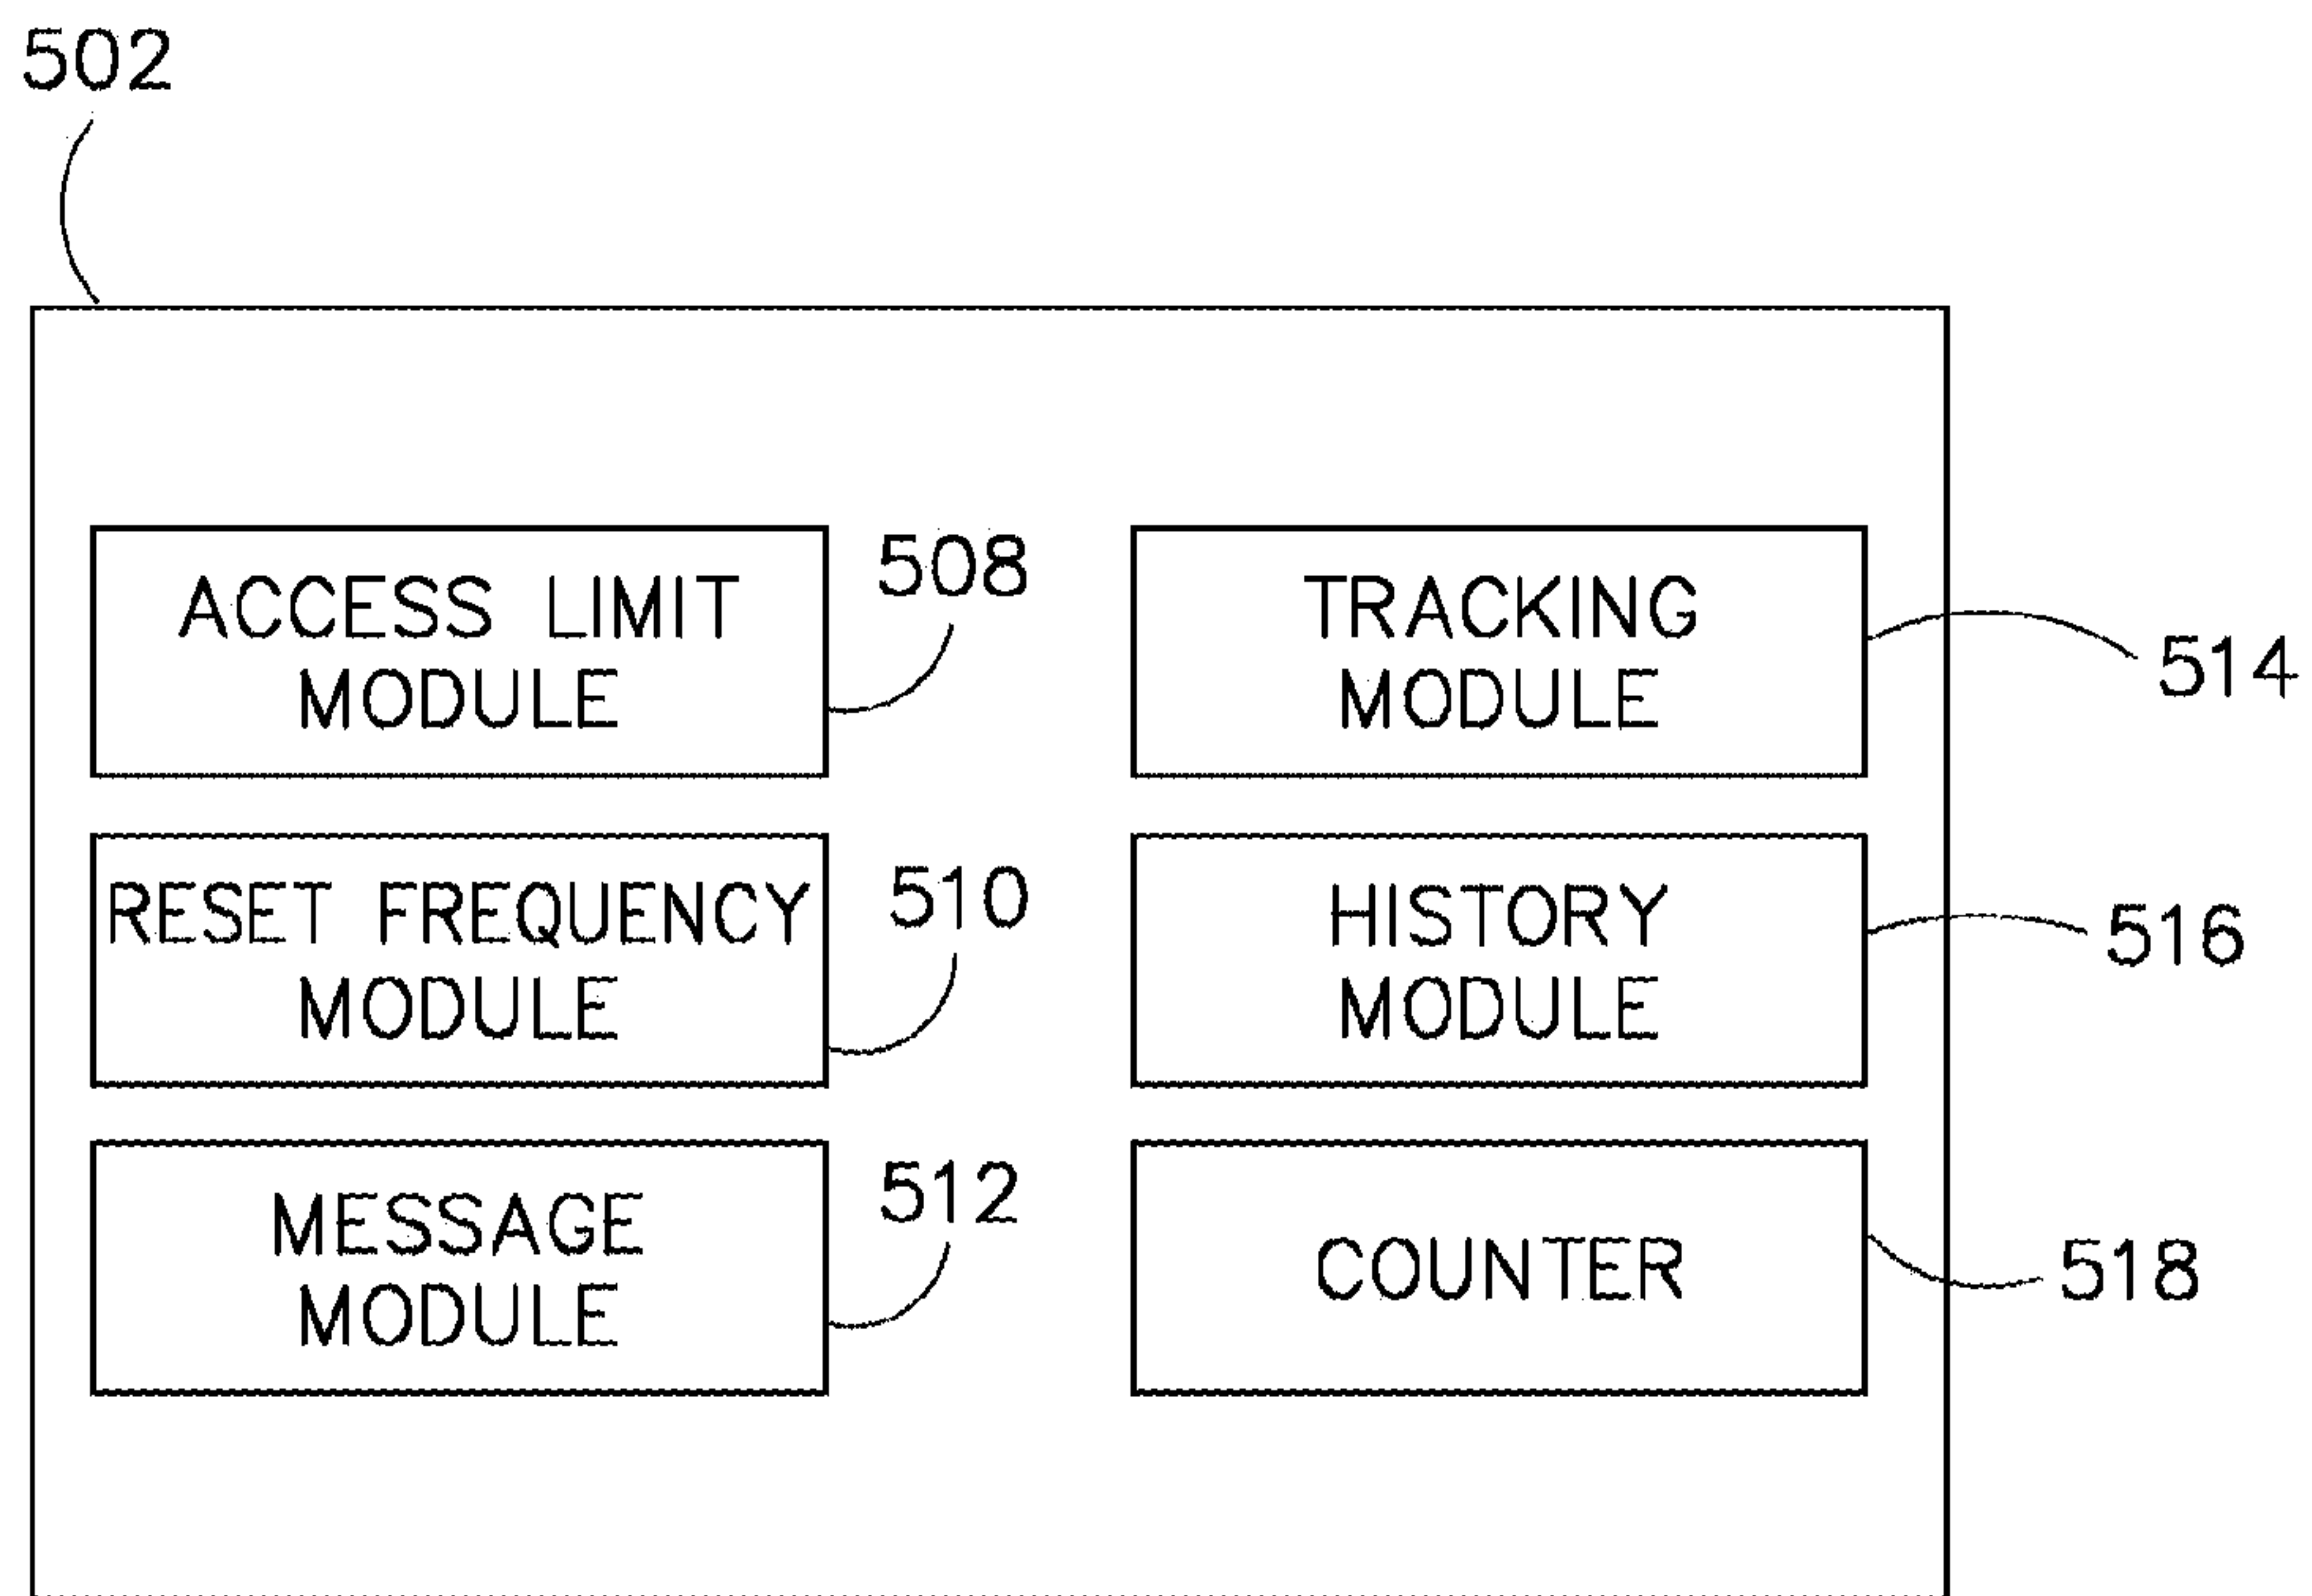 502
ACCESS LIMIT
MODULE
508
TRACKING
MODULE
514
RESET FREQUENCY
MODULE
510
HISTORY
MODULE
516
MESSAGE
MODULE
512
COUNTER
518